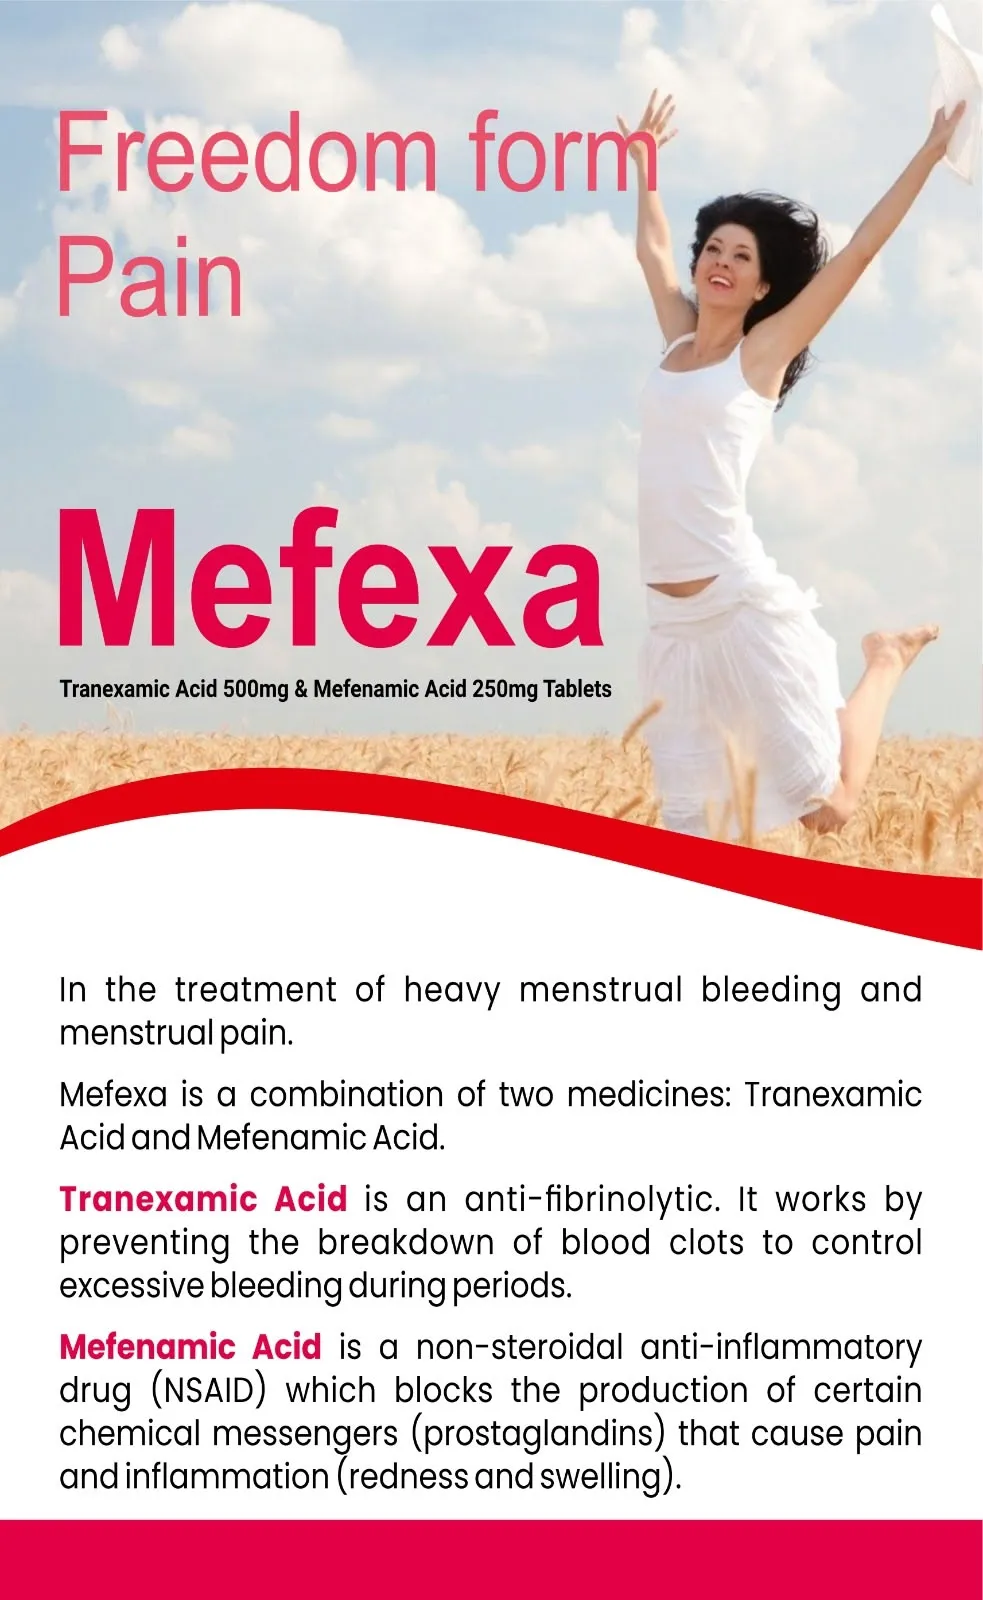 Freedom form
Pain
Mefexa
Tranexamic Acid 500mg & Mefenamic Acid 250mg Tablets
In the treatment of heavy menstrual bleeding and
menstrual pain.
Mefexa is a combination of two medicines: Tranexamic
Acid and Mefenamic Acid.
Tranexamic Acid is an anti-fibrinolytic. It works by
preventing the breakdown of blood clots to control
excessive bleeding during periods.
Mefenamic Acid is a non-steroidal anti-inflammatory
drug (NSAID) which blocks the production of certain
chemical messengers (prostaglandins) that cause pain
and inflammation (redness and swelling).